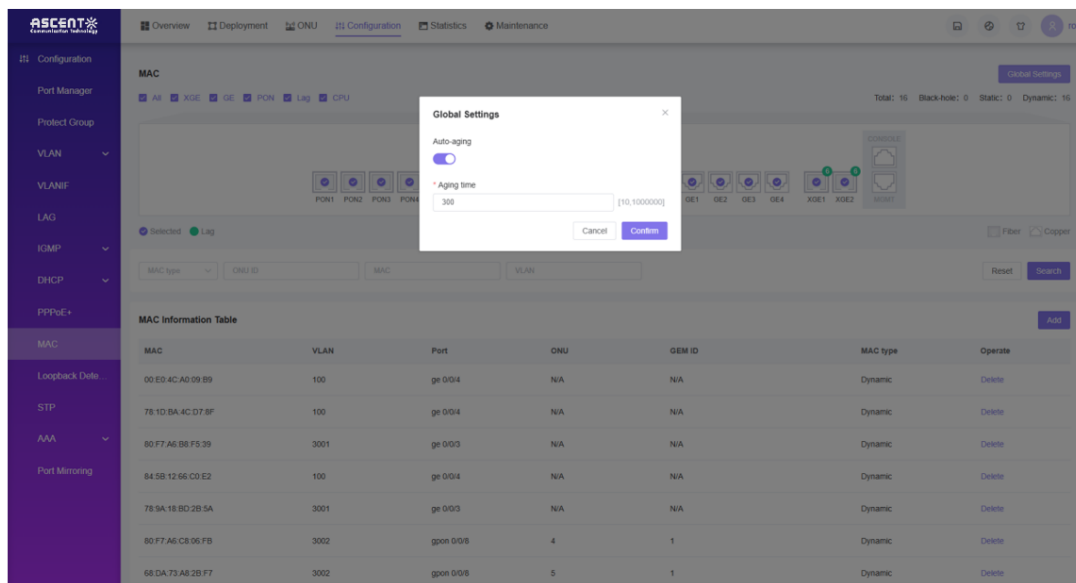 ASCENT
Communication Technology
Overview Deployment ONU Configuration Statistics Maintenance
Configuration
Port Manager
Protect Group
VLAN
VLANIF
LAG
IGMP
DHCP
PPPoE+
MAC
Loopback Dete...
STP
AAA
Port Mirroring
MAC
Global Settings
All XGE GE PON Lag CPU
Total: 16 Black-hole: 0 Static: 0 Dynamic: 16
Global Settings
Auto-aging
* Aging time
300 [10,1000000]
Cancel Confirm
CONSOLE
PON1 PON2 PON3 PON4 GE1 GE2 GE3 GE4 XGE1 XGE2 MGMT
Selected Lag
Fiber Copper
MAC type ONU ID MAC VLAN Reset Search
MAC Information Table
Add
MAC VLAN Port ONU GEM ID MAC type Operate
00:E0:4C:A0:09:B9 100 ge 0/0/4 N/A N/A Dynamic Delete
78:1D:BA:4C:D7:8F 100 ge 0/0/4 N/A N/A Dynamic Delete
80:F7:A6:B8:F5:39 3001 ge 0/0/3 N/A N/A Dynamic Delete
84:5B:12:66:C0:E2 100 ge 0/0/4 N/A N/A Dynamic Delete
78:9A:18:BD:2B:5A 3001 ge 0/0/3 N/A N/A Dynamic Delete
80:F7:A6:C8:06:FB 3002 gpon 0/0/8 4 1 Dynamic Delete
68:DA:73:A8:2B:F7 3002 gpon 0/0/8 5 1 Dynamic Delete